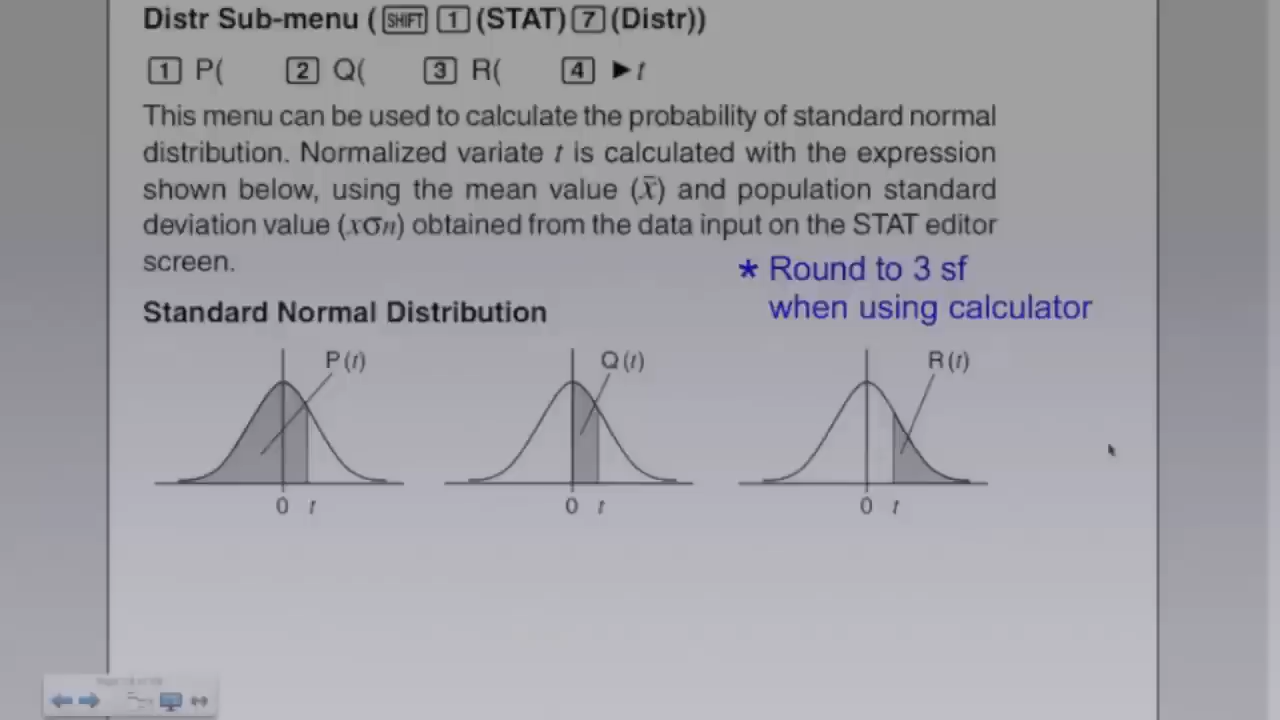 Distr Sub-menu (SHIFT 1 (STAT) 7 (Distr))
1 P( 2 Q( 3 R( 4 ►t
This menu can be used to calculate the probability of standard normal
distribution. Normalized variate t is calculated with the expression
shown below, using the mean value (x̄) and population standard
deviation value (xσn) obtained from the data input on the STAT editor
screen.
* Round to 3 sf
when using calculator
Standard Normal Distribution
P(t) Q(t) R(t)
0 t 0 t 0 t